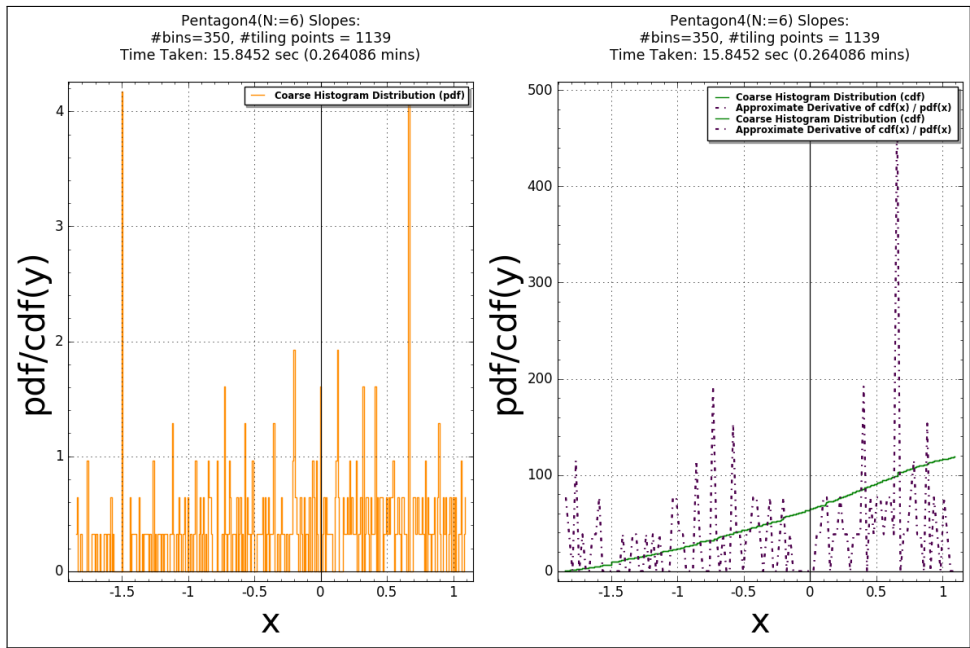 Pentagon4(N:=6) Slopes:
#bins=350, #tiling points = 1139
Time Taken: 15.8452 sec (0.264086 mins)
Coarse Histogram Distribution (pdf)
4
3
2
1
0
-1.5
-1
-0.5
0
0.5
1
pdf/cdf(y)
x
Pentagon4(N:=6) Slopes:
#bins=350, #tiling points = 1139
Time Taken: 15.8452 sec (0.264086 mins)
Coarse Histogram Distribution (cdf)
Approximate Derivative of cdf(x) / pdf(x)
Coarse Histogram Distribution (cdf)
Approximate Derivative of cdf(x) / pdf(x)
500
400
300
200
100
0
-1.5
-1
-0.5
0
0.5
1
pdf/cdf(y)
x